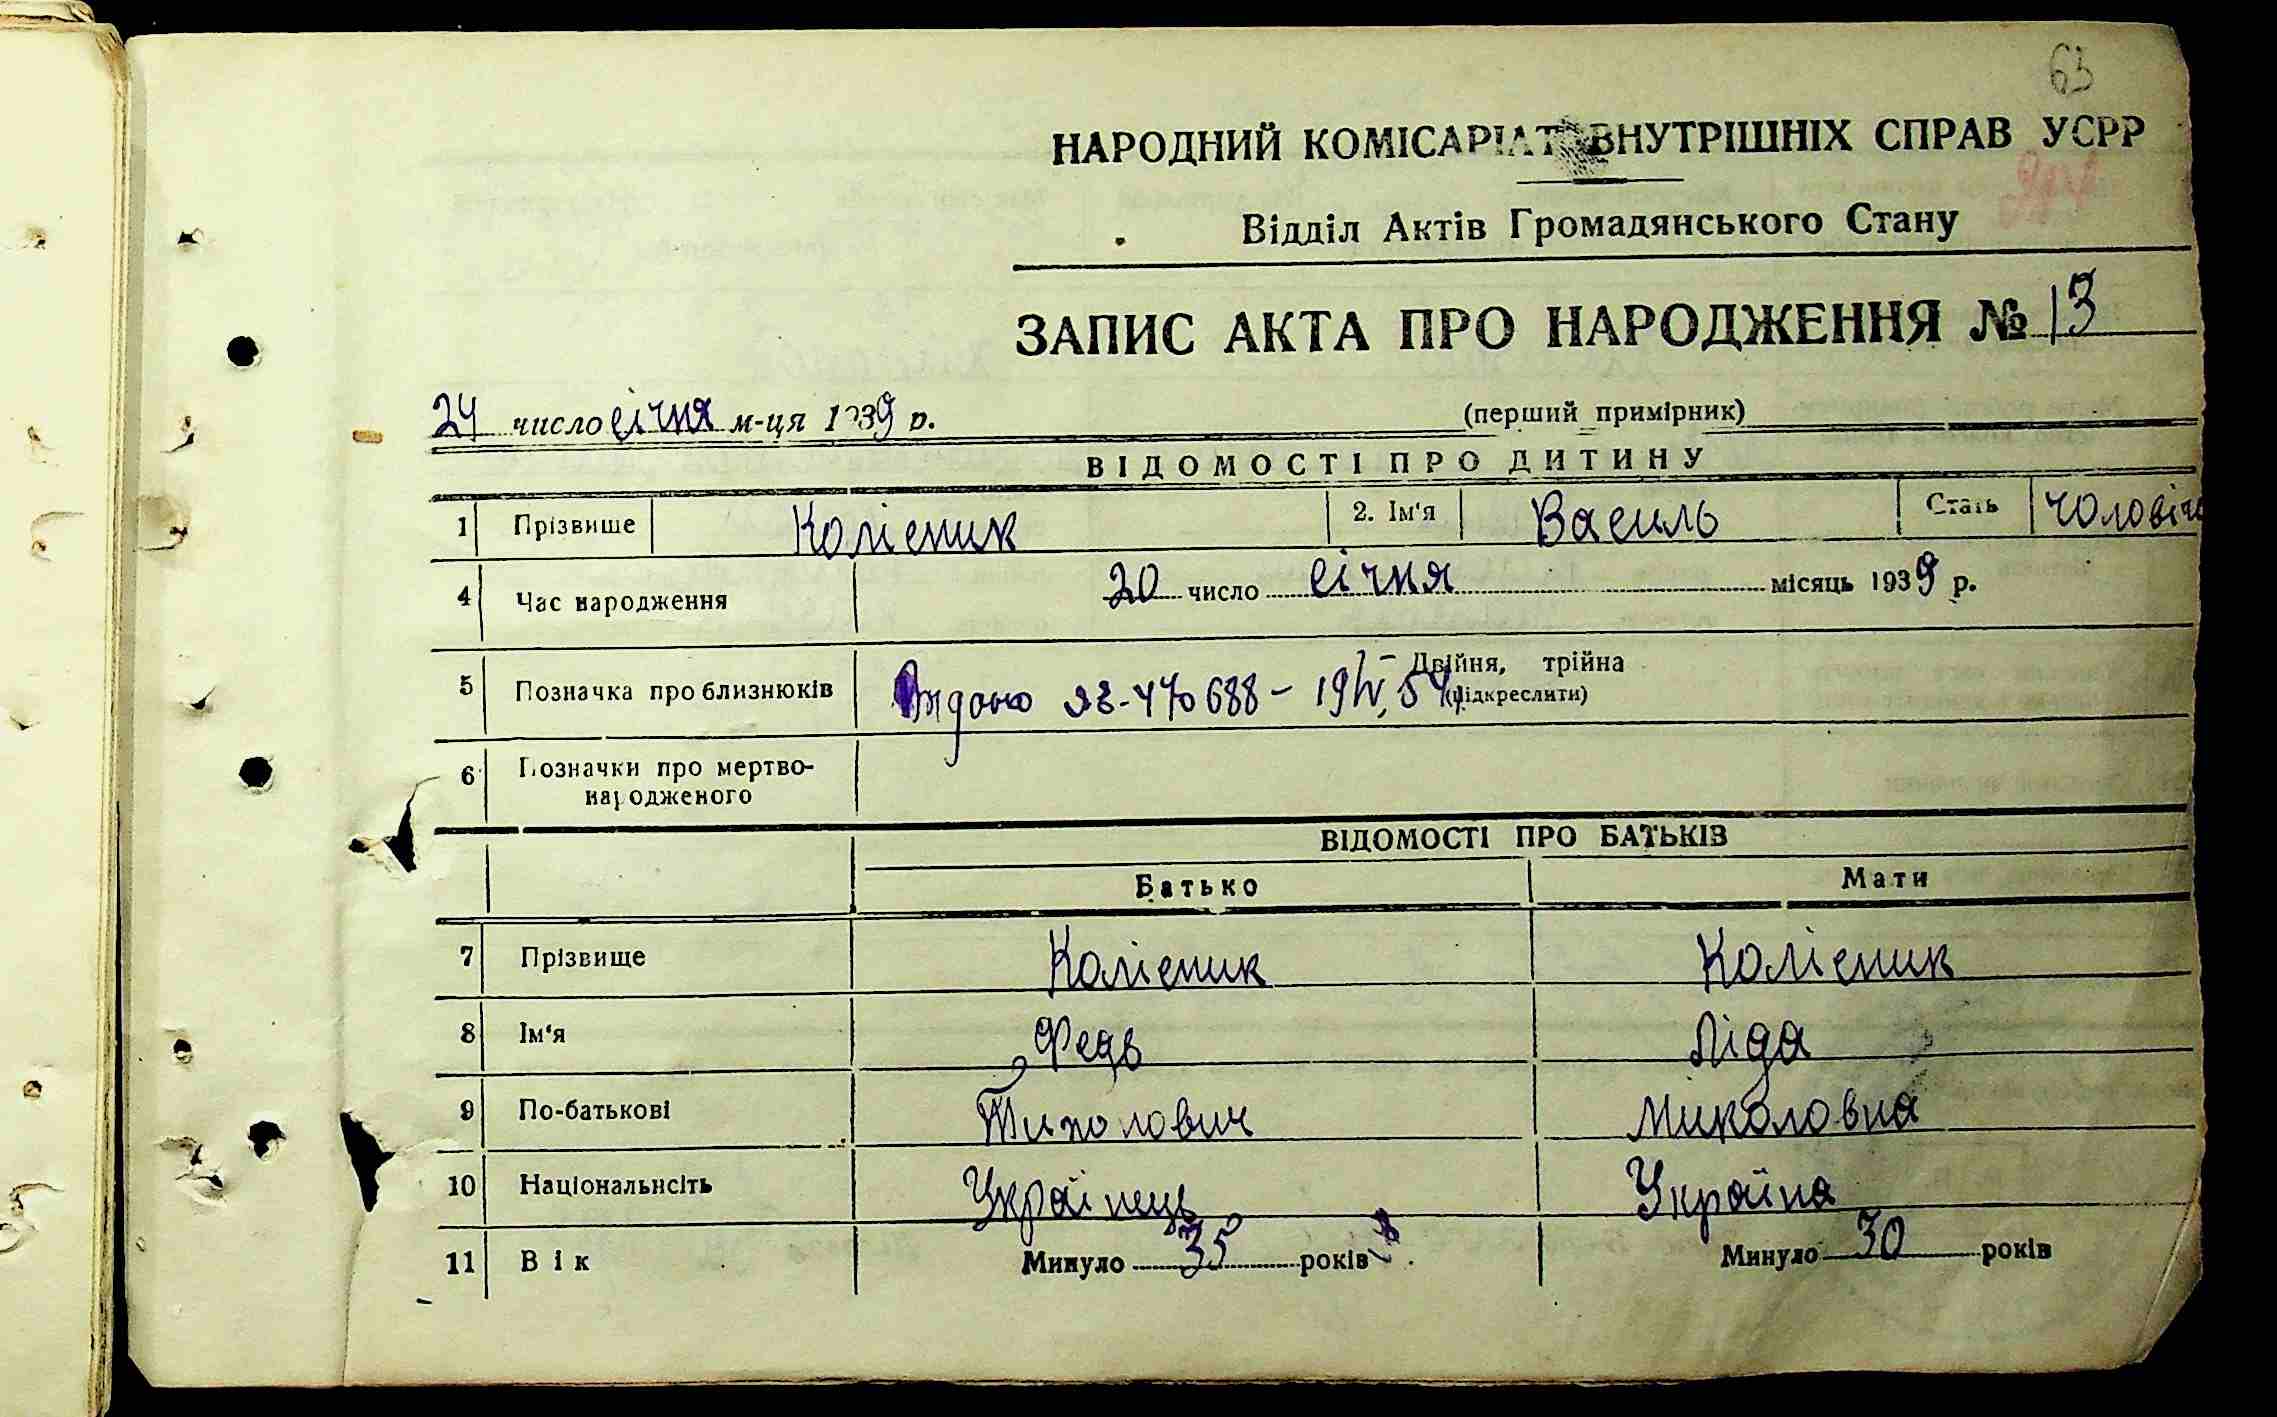 63
НАРОДНИЙ КОМІСАРІАТ ВНУТРІШНІХ СПРАВ УСРР
Відділ Актів Громадянського Стану
ЗАПИС АКТА ПРО НАРОДЖЕННЯ № 13
24 число січня м-ця 1939 р. (перший примірник)
ВІДОМОСТІ ПРО ДИТИНУ
1 Прізвище Колісник 2. Ім'я Василь Стать чоловіча
4 Час народження 20 число січня місяць 1939 р.
5 Позначка про близнюків Двійня, трійна (підкреслити)
Видано ЯЗ-470688 - 19/IV 54
6 Позначки про мертвонародженого
ВІДОМОСТІ ПРО БАТЬКІВ
Батько Мати
7 Прізвище Колісник Колісник
8 Ім'я Федь Ліда
9 По-батькові Миколовна
10 Національнсіть Українець Україна
11 Вік Минуло 35 років Минуло 30 років